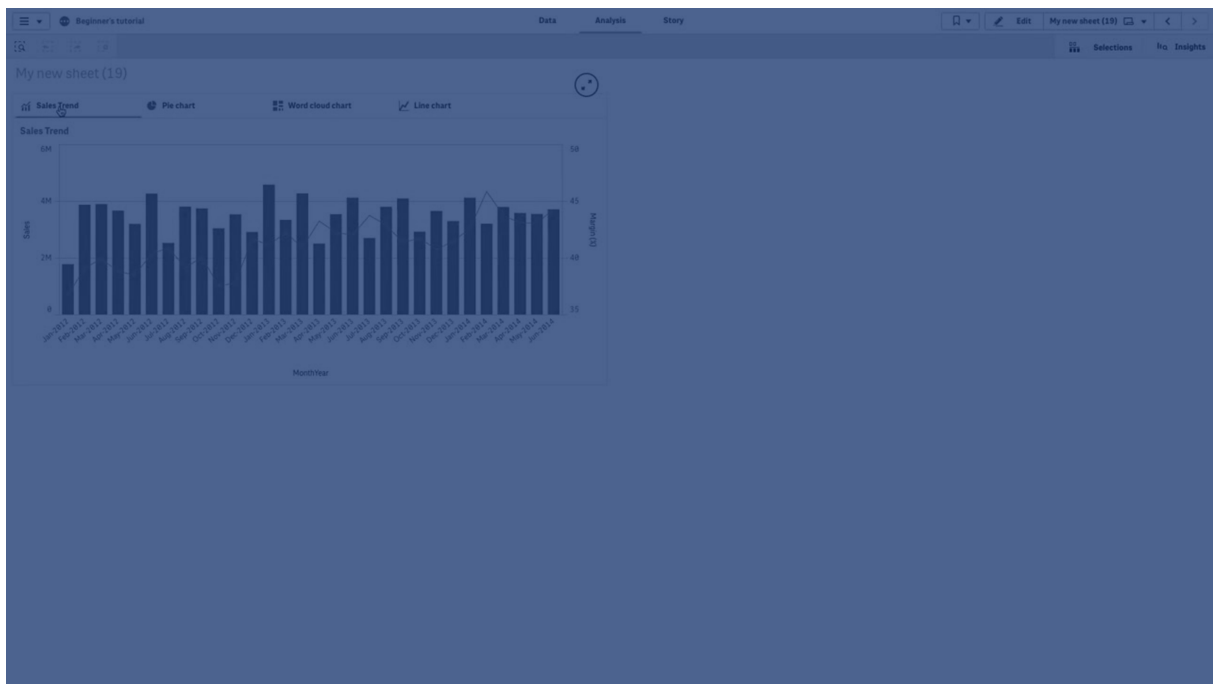 Beginner's tutorial Data Analysis Story Edit My new sheet (19)
Selections Insights
My new sheet (19)
Sales Trend Pie chart Word cloud chart Line chart
Sales Trend
6M 50
4M 45
2M 40
0 35
Sales
Margin (%)
Jan-2012 Feb-2012 Mar-2012 Apr-2012 May-2012 Jun-2012 Jul-2012 Aug-2012 Sep-2012 Oct-2012 Nov-2012 Dec-2012 Jan-2013 Feb-2013 Mar-2013 Apr-2013 May-2013 Jun-2013 Jul-2013 Aug-2013 Sep-2013 Oct-2013 Nov-2013 Dec-2013 Jan-2014 Feb-2014 Mar-2014 Apr-2014 May-2014 Jun-2014
MonthYear